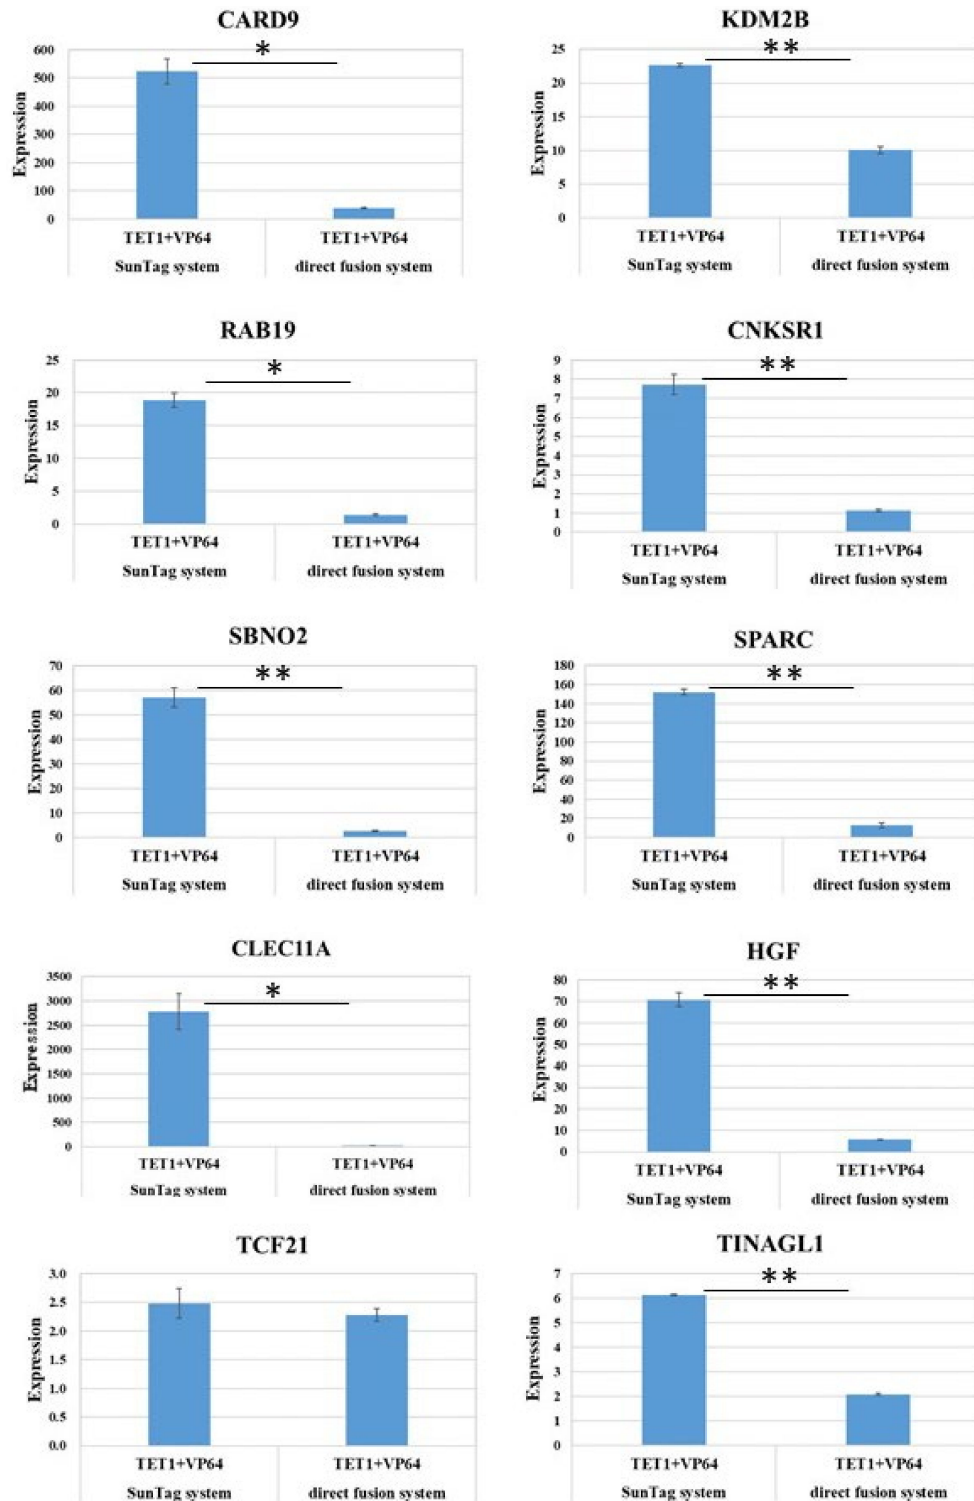 CARD9
*
Expression
600
500
400
300
200
100
0
TET1+VP64 TET1+VP64
SunTag system direct fusion system
KDM2B
**
Expression
25
20
15
10
5
0
TET1+VP64 TET1+VP64
SunTag system direct fusion system
RAB19
*
Expression
25
20
15
10
5
0
TET1+VP64 TET1+VP64
SunTag system direct fusion system
CNKSR1
**
Expression
9
8
7
6
5
4
3
2
1
0
TET1+VP64 TET1+VP64
SunTag system direct fusion system
SBNO2
**
Expression
70
60
50
40
30
20
10
0
TET1+VP64 TET1+VP64
SunTag system direct fusion system
SPARC
**
Expression
180
160
140
120
100
80
60
40
20
0
TET1+VP64 TET1+VP64
SunTag system direct fusion system
CLEC11A
*
Expression
3500
3000
2500
2000
1500
1000
500
0
TET1+VP64 TET1+VP64
SunTag system direct fusion system
HGF
**
Expression
80
70
60
50
40
30
20
10
0
TET1+VP64 TET1+VP64
SunTag system direct fusion system
TCF21
Expression
3.0
2.5
2.0
1.5
1.0
0.5
0.0
TET1+VP64 TET1+VP64
SunTag system direct fusion system
TINAGL1
**
Expression
7
6
5
4
3
2
1
0
TET1+VP64 TET1+VP64
SunTag system direct fusion system